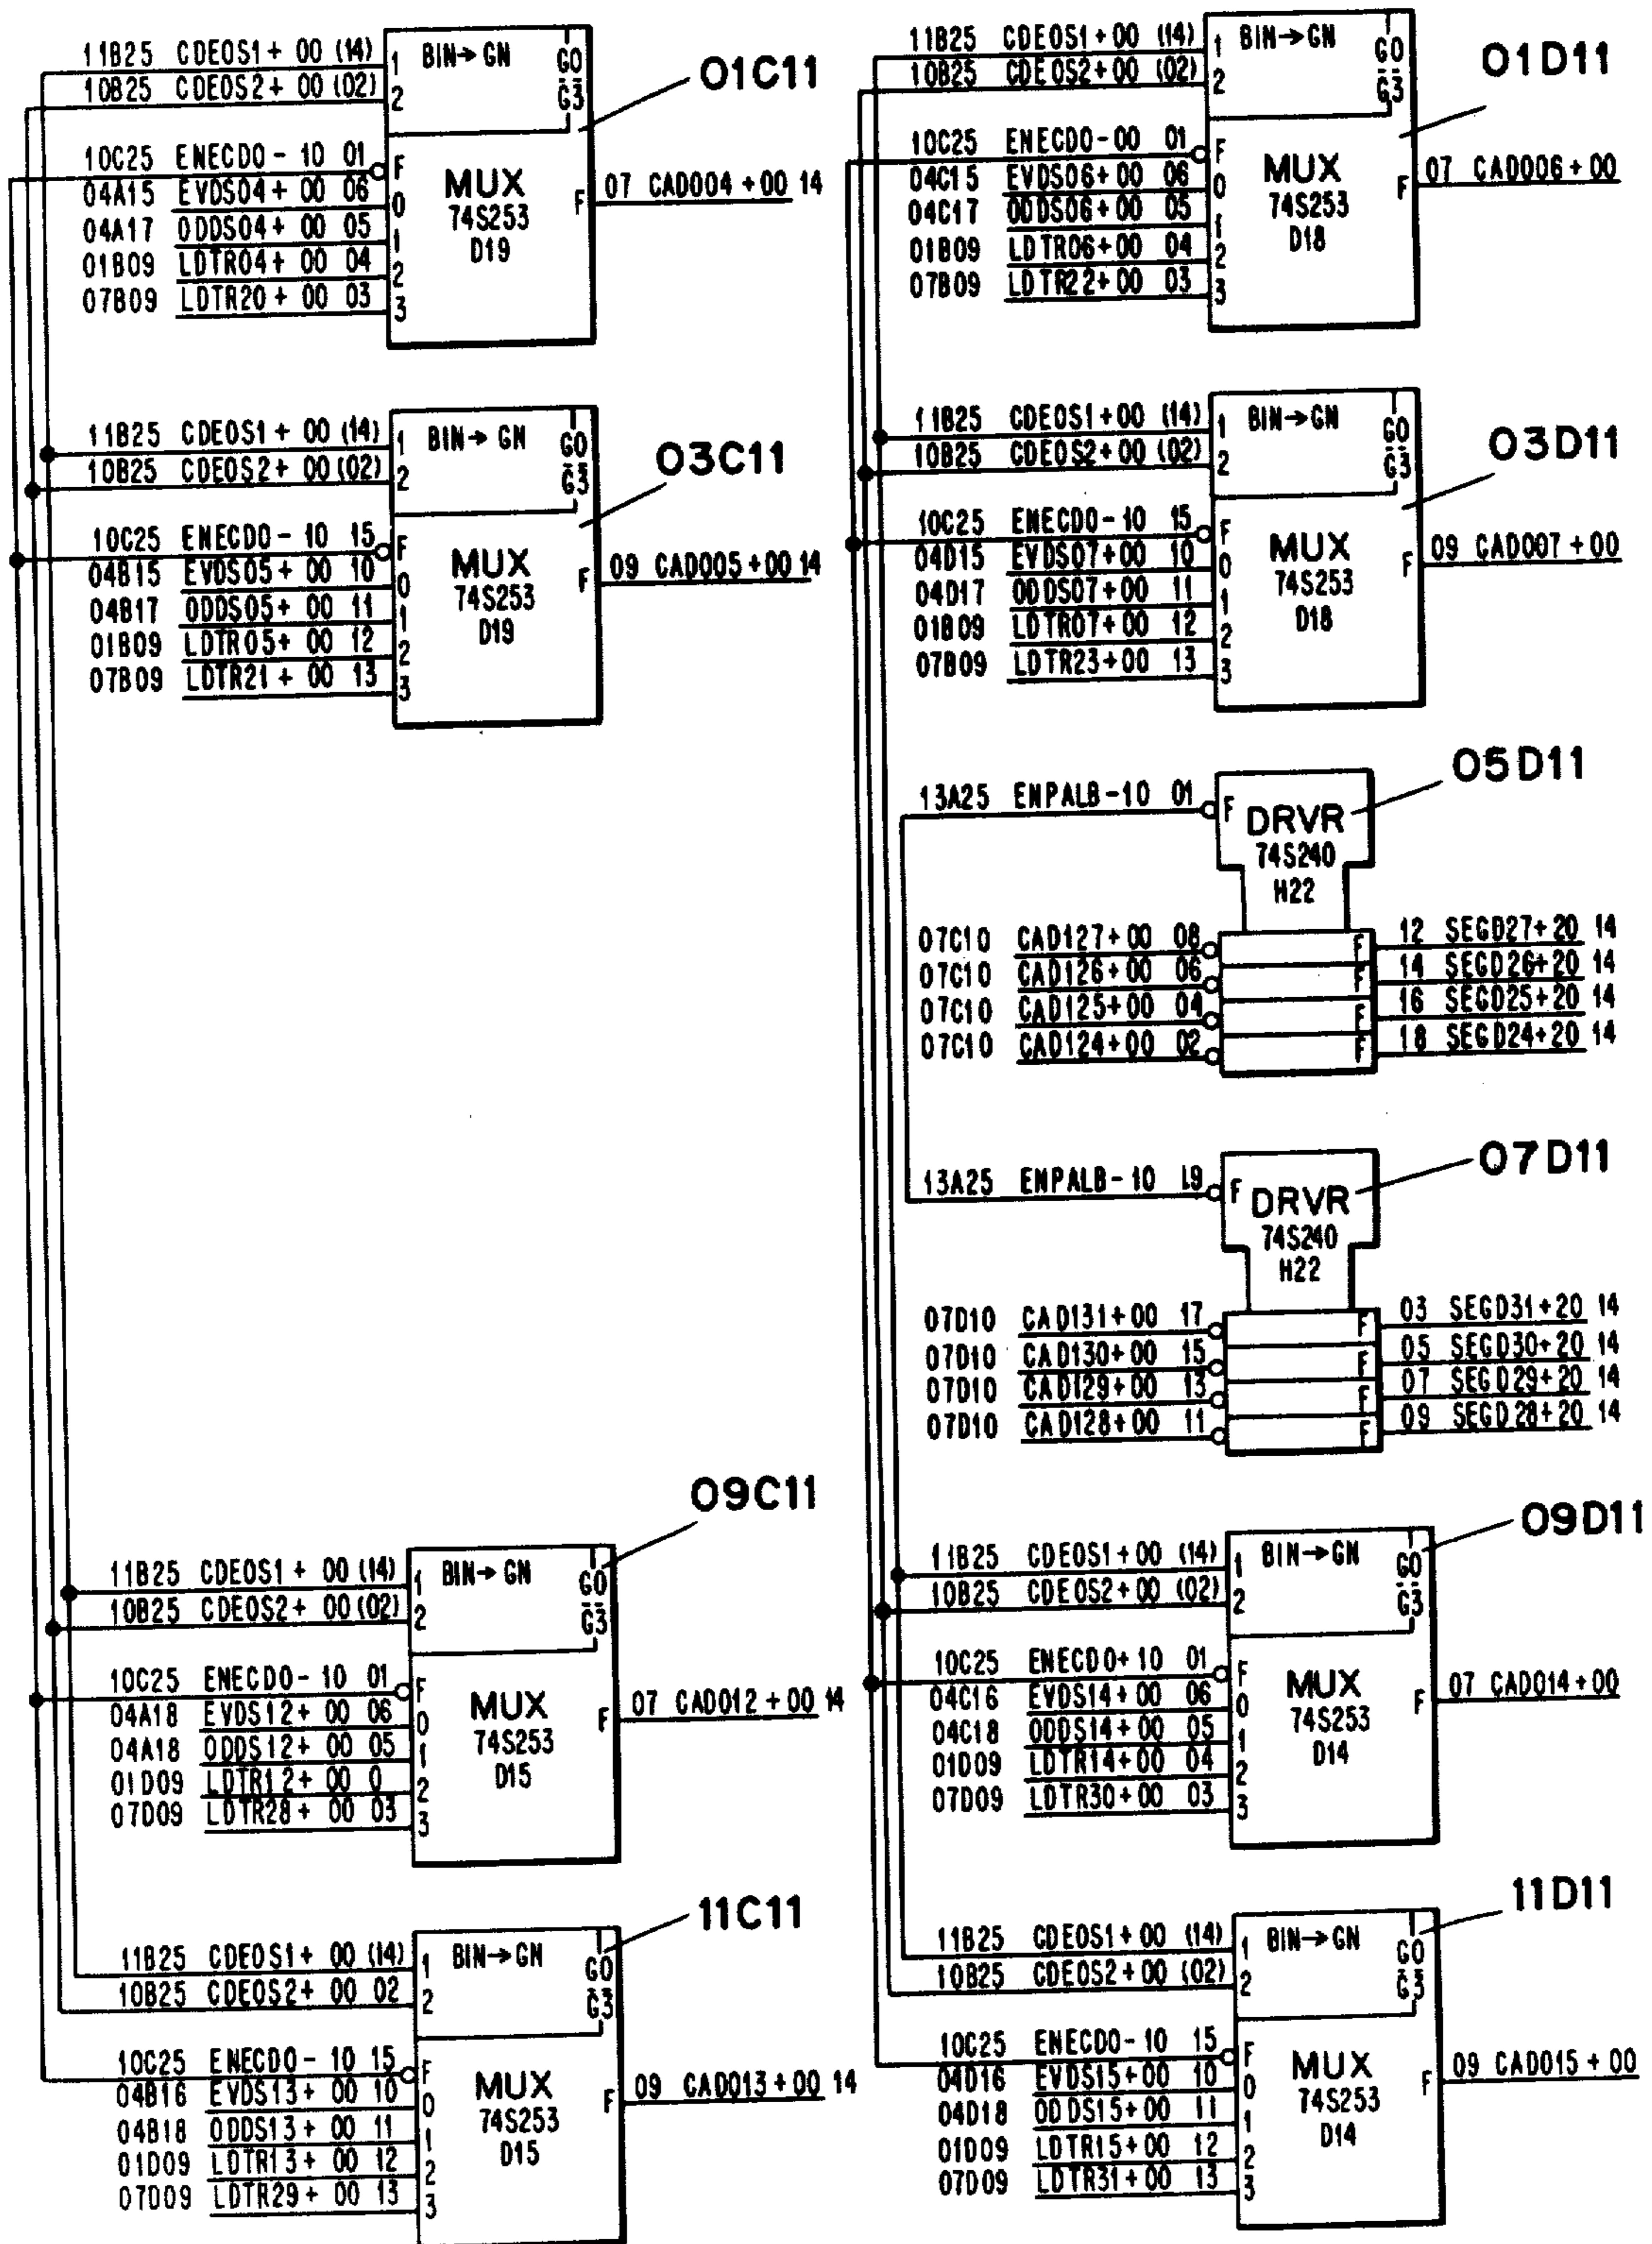 11B25 CDEOS1+00 (14) 1 BIN→GN G0
10B25 CDEOS2+00 (02) 2 G3
01C11
10C25 ENECDO-10 01 F
04A15 EVDS04+00 06 0
04A17 ODDS04+00 05 1
01B09 LDTR04+00 04 2
07B09 LDTR20+00 03 3
MUX
74S253
D19
F 07 CAD004+00 14
11B25 CDEOS1+00 (14) 1 BIN→GN G0
10B25 CDEOS2+00 (02) 2 G3
03C11
10C25 ENECDO-10 15 F
04B15 EVDS05+00 10 0
04B17 ODDS05+00 11 1
01B09 LDTR05+00 12 2
07B09 LDTR21+00 13 3
MUX
74S253
D19
F 09 CAD005+00 14
11B25 CDEOS1+00 (14) 1 BIN→GN G0
10B25 CDEOS2+00 (02) 2 G3
09C11
10C25 ENECDO-10 01 F
04A18 EVDS12+00 06 0
04A18 ODDS12+00 05 1
01D09 LDTR12+00 0 2
07D09 LDTR28+00 03 3
MUX
74S253
D15
F 07 CAD012+00 14
11B25 CDEOS1+00 (14) 1 BIN→GN G0
10B25 CDEOS2+00 02 2 G3
11C11
10C25 ENECDO-10 15 F
04B16 EVDS13+00 10 0
04B18 ODDS13+00 11 1
01D09 LDTR13+00 12 2
07D09 LDTR29+00 13 3
MUX
74S253
D15
F 09 CAD013+00 14
11B25 CDEOS1+00 (14) 1 BIN→GN G0
10B25 CDEOS2+00 (02) 2 G3
01D11
10C25 ENECDO-00 01 F
04C15 EVDS06+00 06 0
04C17 ODDS06+00 05 1
01B09 LDTR06+00 04 2
07B09 LDTR22+00 03 3
MUX
74S253
D18
F 07 CAD006+00
11B25 CDEOS1+00 (14) 1 BIN→GN G0
10B25 CDEOS2+00 (02) 2 G3
03D11
10C25 ENECDO-10 15 F
04D15 EVDS07+00 10 0
04D17 ODDS07+00 11 1
01B09 LDTR07+00 12 2
07B09 LDTR23+00 13 3
MUX
74S253
D18
F 09 CAD007+00
05D11
13A25 ENPALB-10 01 F
DRVR
74S240
H22
07C10 CAD127+00 08 F 12 SEGD27+20 14
07C10 CAD126+00 06 F 14 SEGD26+20 14
07C10 CAD125+00 04 F 16 SEGD25+20 14
07C10 CAD124+00 02 F 18 SEGD24+20 14
07D11
13A25 ENPALB-10 19 F
DRVR
74S240
H22
07D10 CAD131+00 17 F 03 SEGD31+20 14
07D10 CAD130+00 15 F 05 SEGD30+20 14
07D10 CAD129+00 13 F 07 SEGD29+20 14
07D10 CAD128+00 11 F 09 SEGD28+20 14
11B25 CDEOS1+00 (14) 1 BIN→GN G0
10B25 CDEOS2+00 (02) 2 G3
09D11
10C25 ENECDO+10 01 F
04C16 EVDS14+00 06 0
04C18 ODDS14+00 05 1
01D09 LDTR14+00 04 2
07D09 LDTR30+00 03 3
MUX
74S253
D14
F 07 CAD014+00
11B25 CDEOS1+00 (14) 1 BIN→GN G0
10B25 CDEOS2+00 (02) 2 G3
11D11
10C25 ENECDO-10 15 F
04D16 EVDS15+00 10 0
04D18 ODDS15+00 11 1
01D09 LDTR15+00 12 2
07D09 LDTR31+00 13 3
MUX
74S253
D14
F 09 CAD015+00